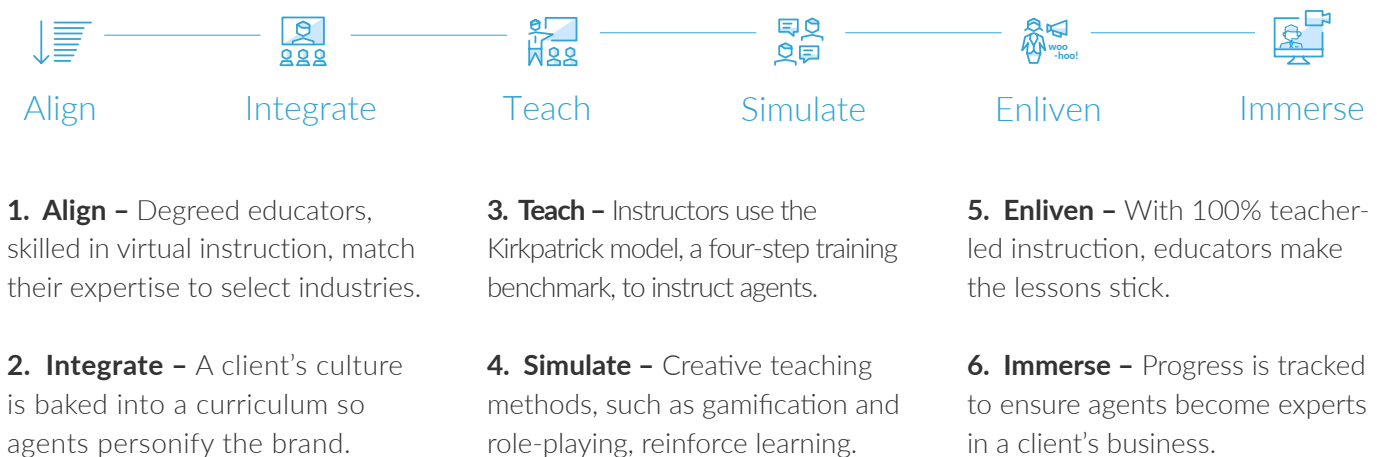 woo
-hoo!
Align
Integrate
Teach
Simulate
Enliven
Immerse
1. Align – Degreed educators,
skilled in virtual instruction, match
their expertise to select industries.
2. Integrate – A client’s culture
is baked into a curriculum so
agents personify the brand.
3. Teach – Instructors use the
Kirkpatrick model, a four-step training
benchmark, to instruct agents.
4. Simulate – Creative teaching
methods, such as gamification and
role-playing, reinforce learning.
5. Enliven – With 100% teacher-
led instruction, educators make
the lessons stick.
6. Immerse – Progress is tracked
to ensure agents become experts
in a client’s business.